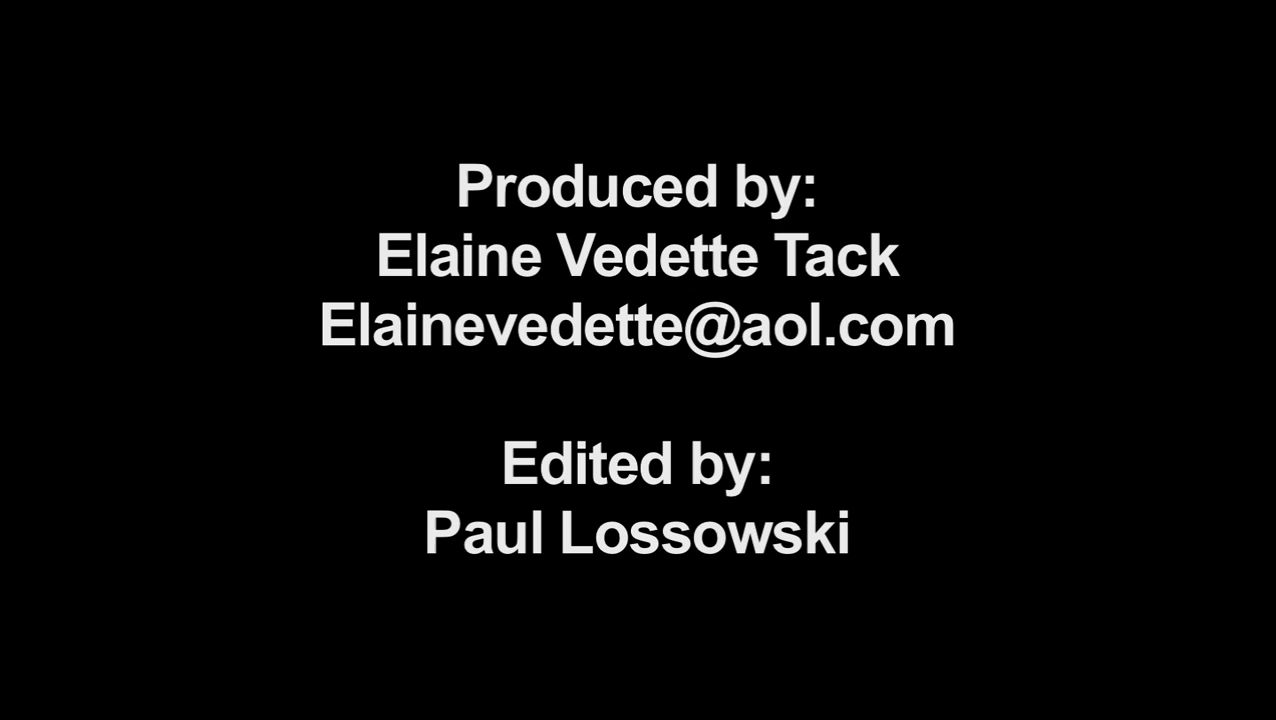 Produced by:
Elaine Vedette Tack
Elainevedette@aol.com
Edited by:
Paul Lossowski